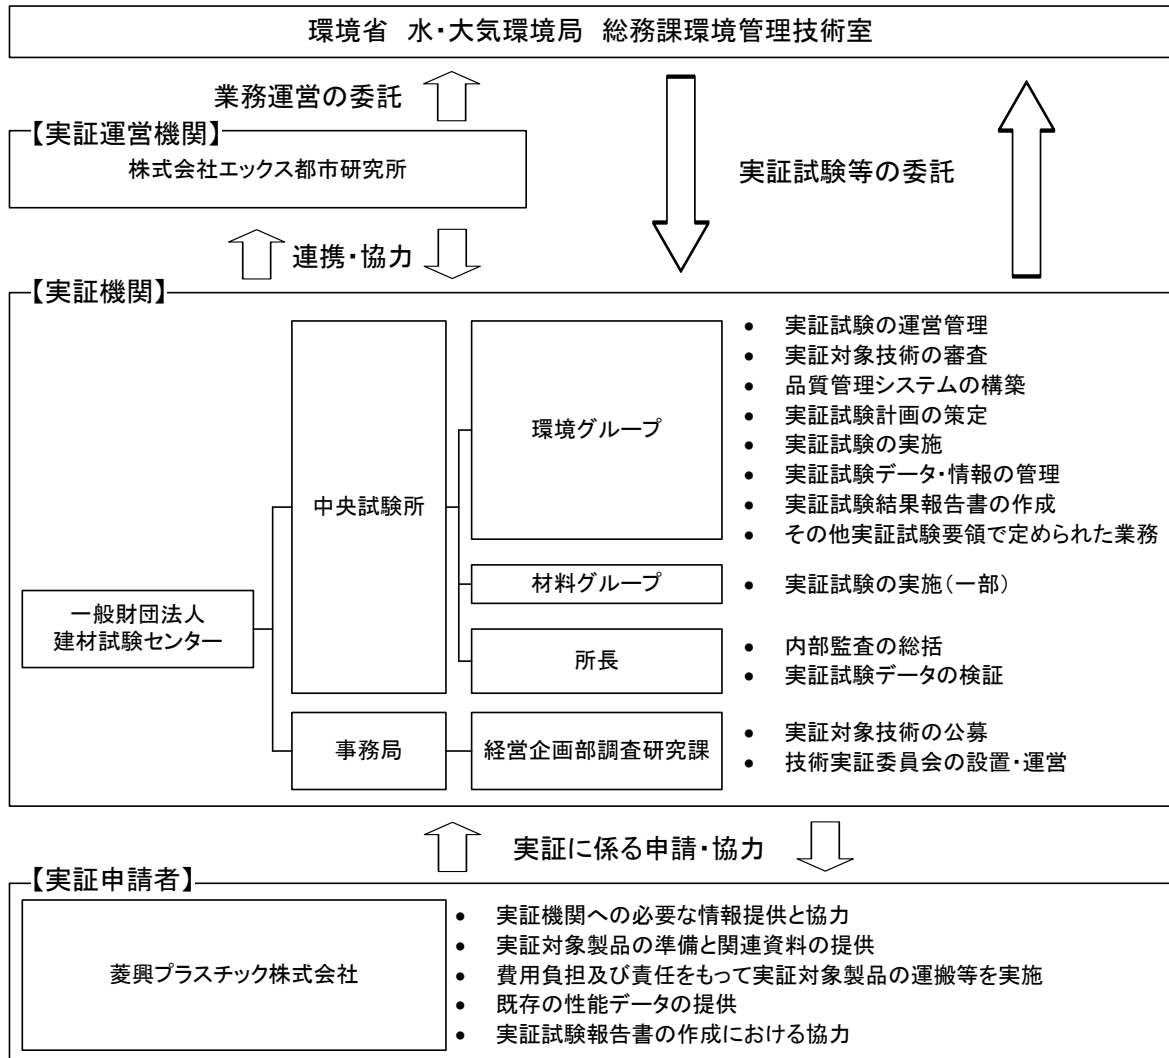 環境省 水・大気環境局 総務課環境管理技術室
業務運営の委託
【実証運営機関】
株式会社エックス都市研究所
実証試験等の委託
連携・協力
【実証機関】
一般財団法人
建材試験センター
中央試験所
環境グループ
• 実証試験の運営管理
• 実証対象技術の審査
• 品質管理システムの構築
• 実証試験計画の策定
• 実証試験の実施
• 実証試験データ・情報の管理
• 実証試験結果報告書の作成
• その他実証試験要領で定められた業務
材料グループ
• 実証試験の実施（一部）
所長
• 内部監査の総括
• 実証試験データの検証
事務局
経営企画部調査研究課
• 実証対象技術の公募
• 技術実証委員会の設置・運営
実証に係る申請・協力
【実証申請者】
菱興プラスチック株式会社
• 実証機関への必要な情報提供と協力
• 実証対象製品の準備と関連資料の提供
• 費用負担及び責任をもって実証対象製品の運搬等を実施
• 既存の性能データの提供
• 実証試験報告書の作成における協力